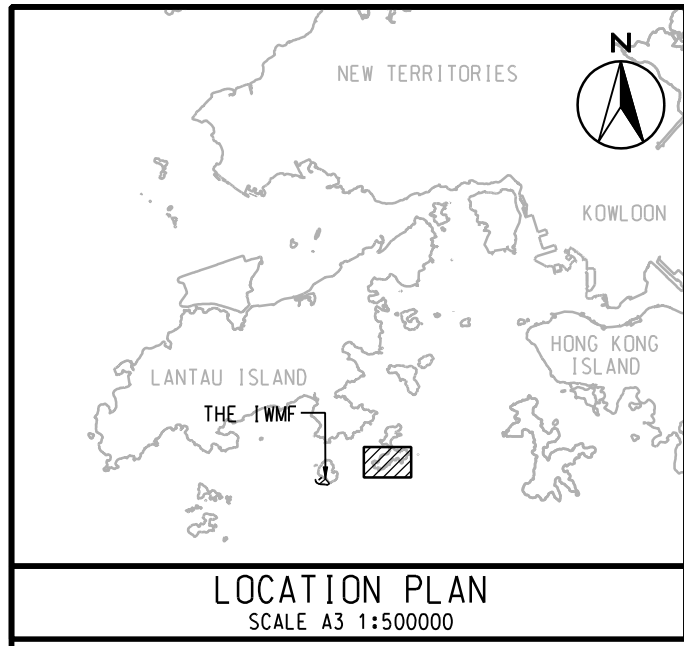 N
NEW TERRITORIES
KOWLOON
HONG KONG
ISLAND
LANTAU ISLAND
THE IWMF
LOCATION PLAN
SCALE A3 1:500000